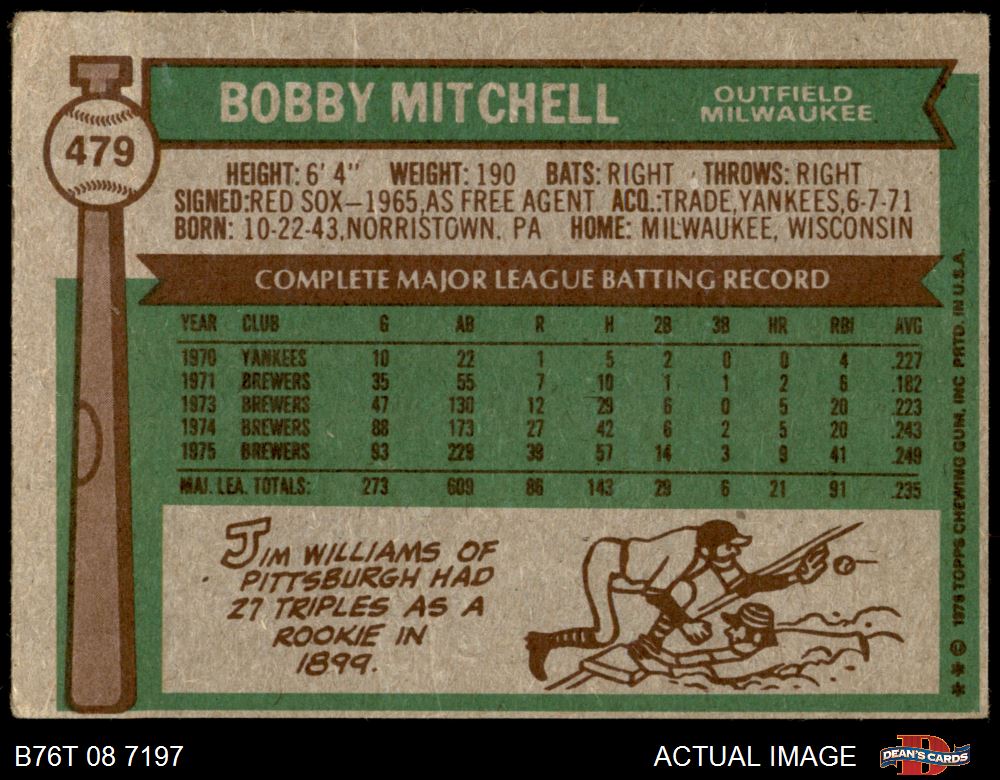 BOBBY MITCHELL
OUTFIELD
MILWAUKEE
479
HEIGHT: 6' 4" WEIGHT: 190 BATS: RIGHT THROWS: RIGHT
SIGNED: RED SOX—1965, AS FREE AGENT ACQ.: TRADE, YANKEES, 6-7-71
BORN: 10-22-43, NORRISTOWN, PA HOME: MILWAUKEE, WISCONSIN
COMPLETE MAJOR LEAGUE BATTING RECORD
YEAR CLUB G AB R H 2B 3B HR RBI AVG
1970 YANKEES 10 22 1 5 2 0 0 4 .227
1971 BREWERS 35 55 7 10 1 1 2 6 .182
1973 BREWERS 47 130 12 29 6 0 5 20 .223
1974 BREWERS 88 173 27 42 6 2 5 20 .243
1975 BREWERS 93 229 39 57 14 3 9 41 .249
MAJ. LEA. TOTALS: 273 609 86 143 29 6 21 91 .235
JIM WILLIAMS OF
PITTSBURGH HAD
27 TRIPLES AS A
ROOKIE IN
1899.
** © 1976 TOPPS CHEWING GUM, INC. PRTD. IN U.S.A.
B76T 08 7197
ACTUAL IMAGE
D
DEAN'S CARDS